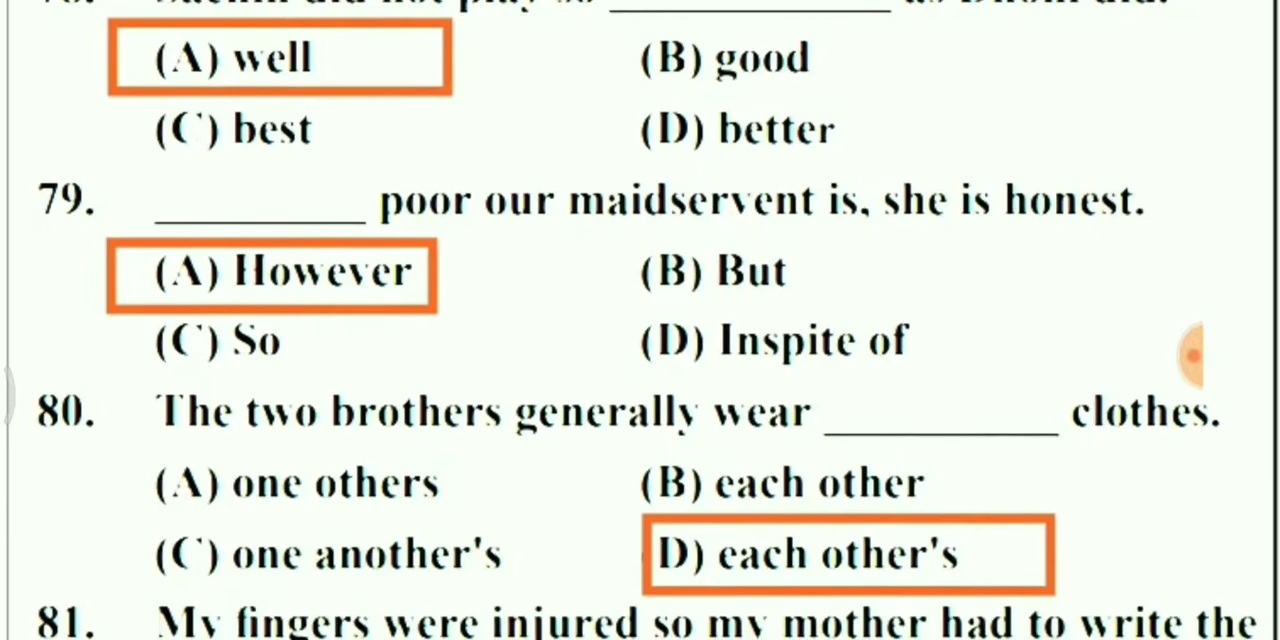 (A) well (B) good
(C) best (D) better
79. __________ poor our maidservent is, she is honest.
(A) However (B) But
(C) So (D) Inspite of
80. The two brothers generally wear __________ clothes.
(A) one others (B) each other
(C) one another's D) each other's
81. My fingers were injured so my mother had to write the